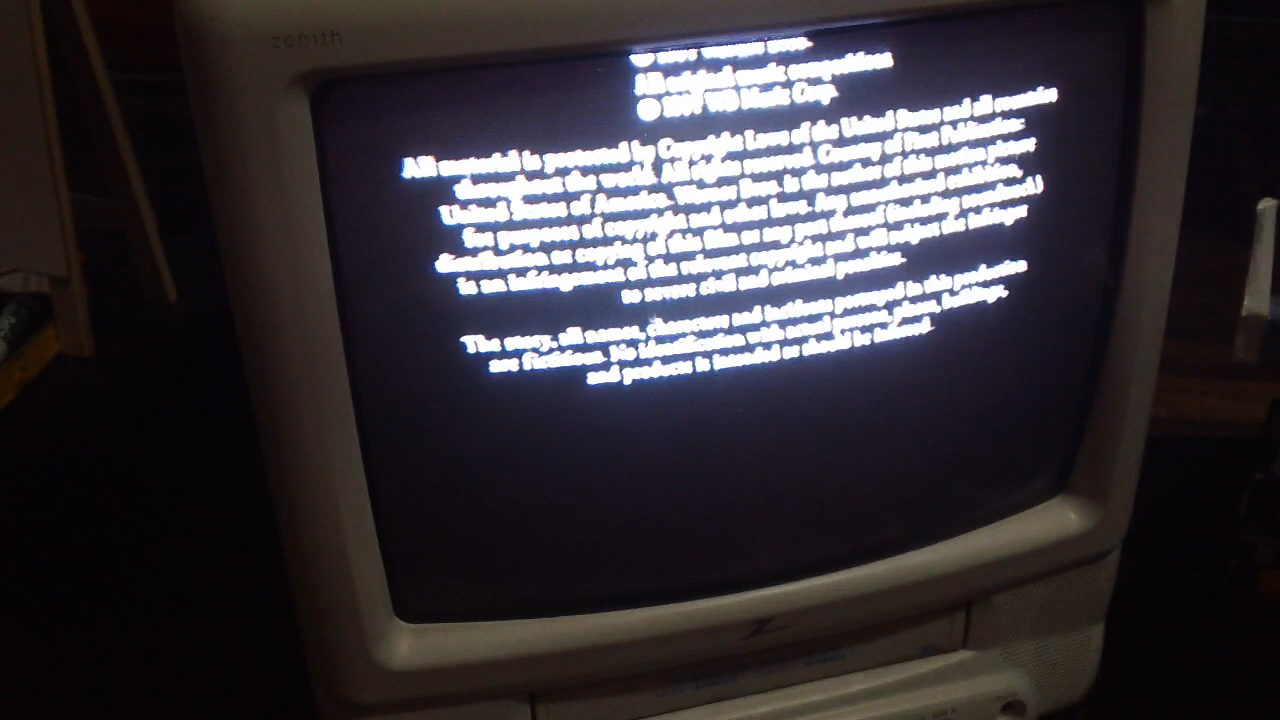 zenith
© Warner Bros.
All original music compositions
© WB Music Corp.
All material is protected by Copyright Laws of the United States and all countries
throughout the world. All rights reserved. Country of First Publication:
United States of America. Warner Bros. is the author of this motion picture
for purposes of copyright and other laws. Any unauthorized exhibition,
distribution or copying of this film or any part thereof (including soundtrack)
is an infringement of the relevant copyright and will subject the infringer
to severe civil and criminal penalties.
The story, all names, characters and incidents portrayed in this production
are fictitious. No identification with actual persons, places, buildings,
and products is intended or should be inferred.
Z